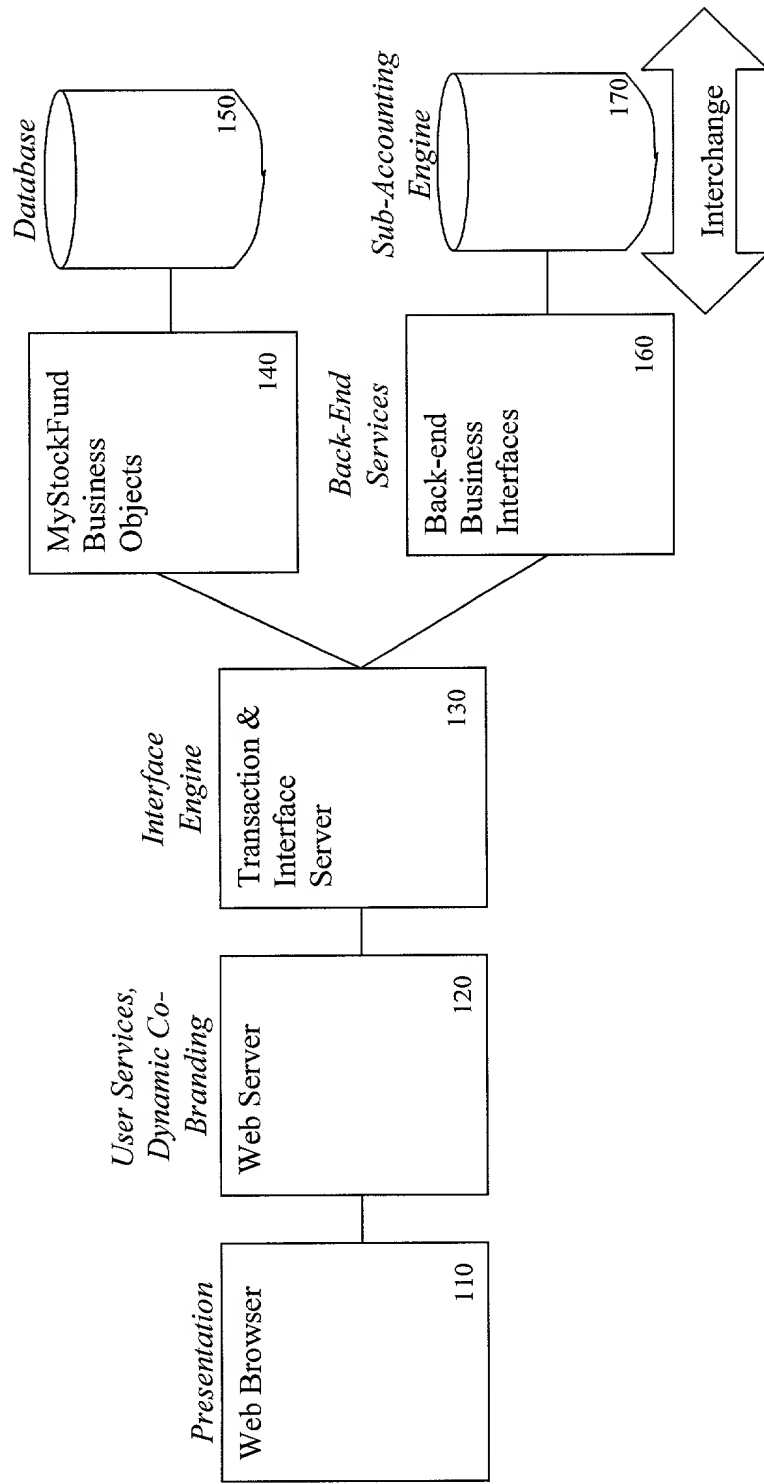 Presentation
Web Browser
110
User Services,
Dynamic Co-
Branding
Web Server
120
Interface
Engine
Transaction &
Interface
Server
130
MyStockFund
Business
Objects
140
Database
150
Back-End
Services
Back-end
Business
Interfaces
160
Sub-Accounting
Engine
170
Interchange